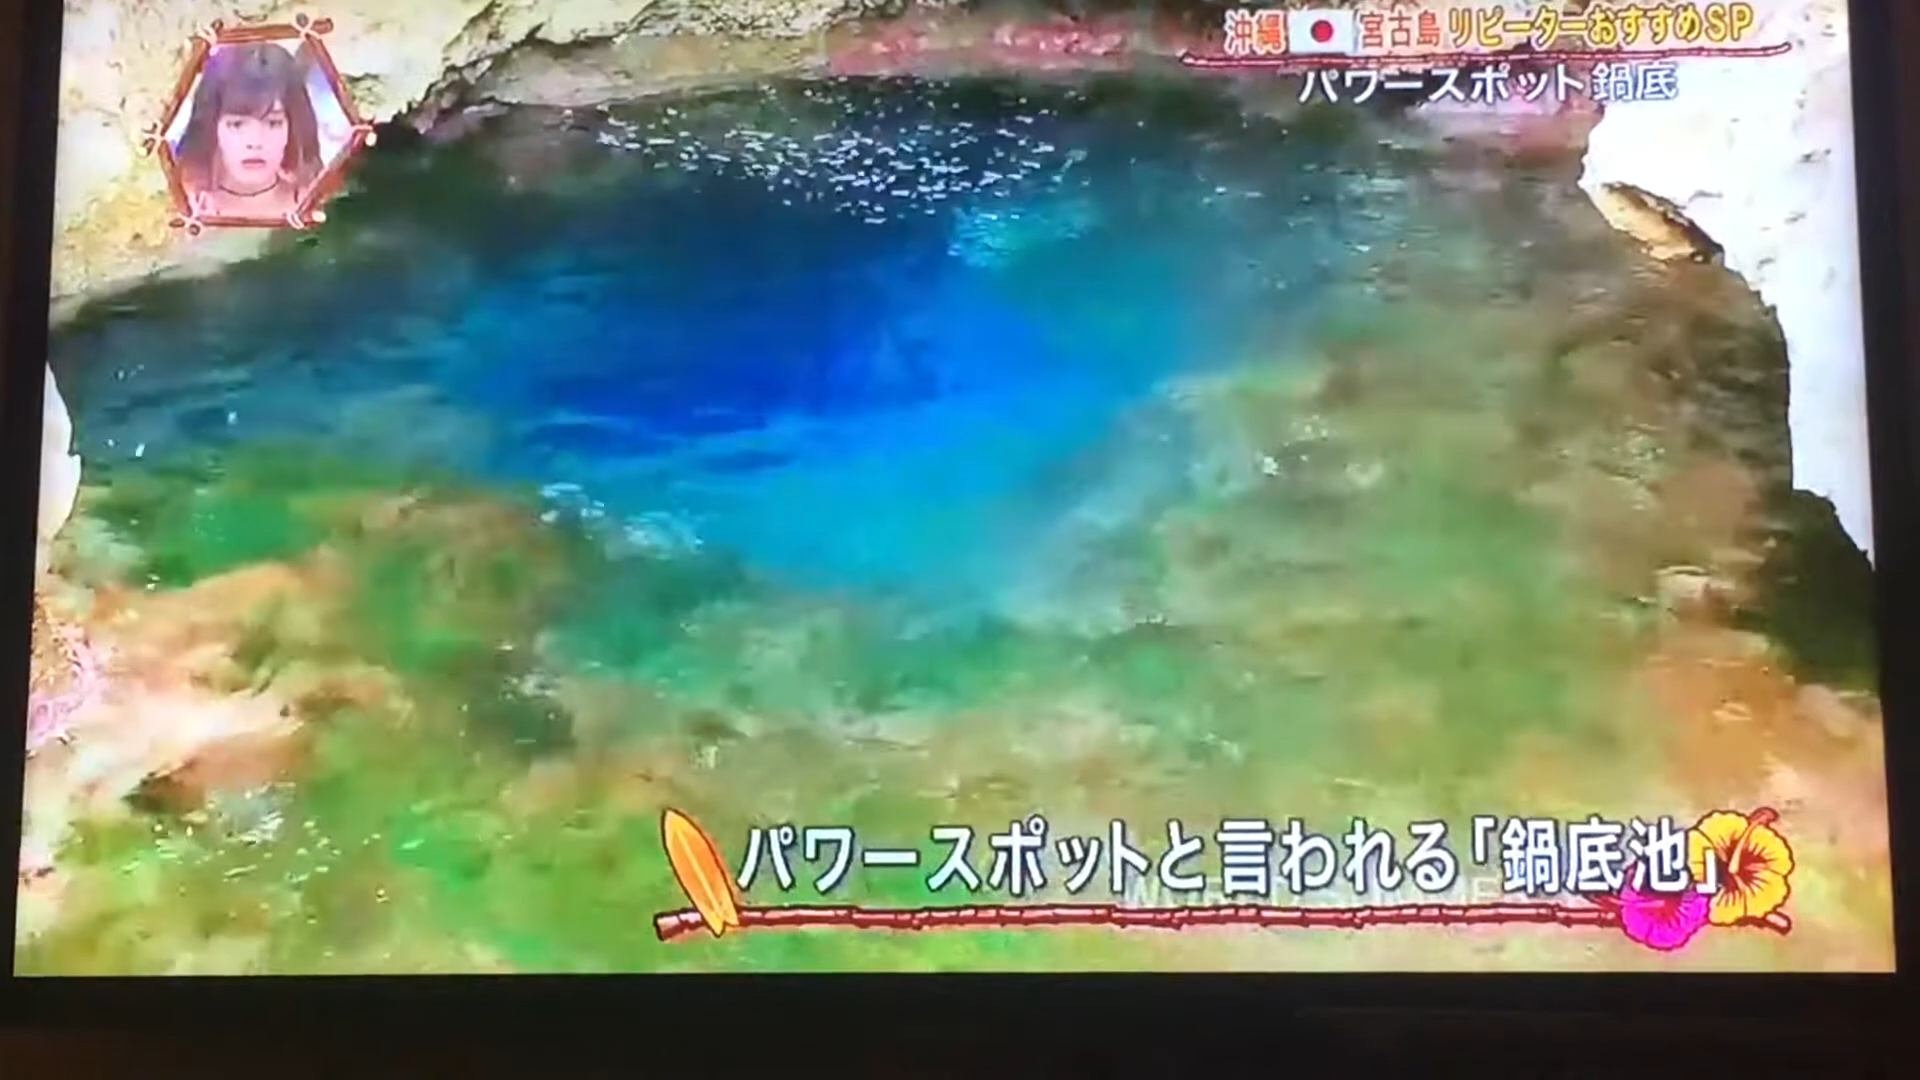 沖縄 宮古島 リピーターおすすめSP
パワースポット鍋底
パワースポットと言われる「鍋底池」